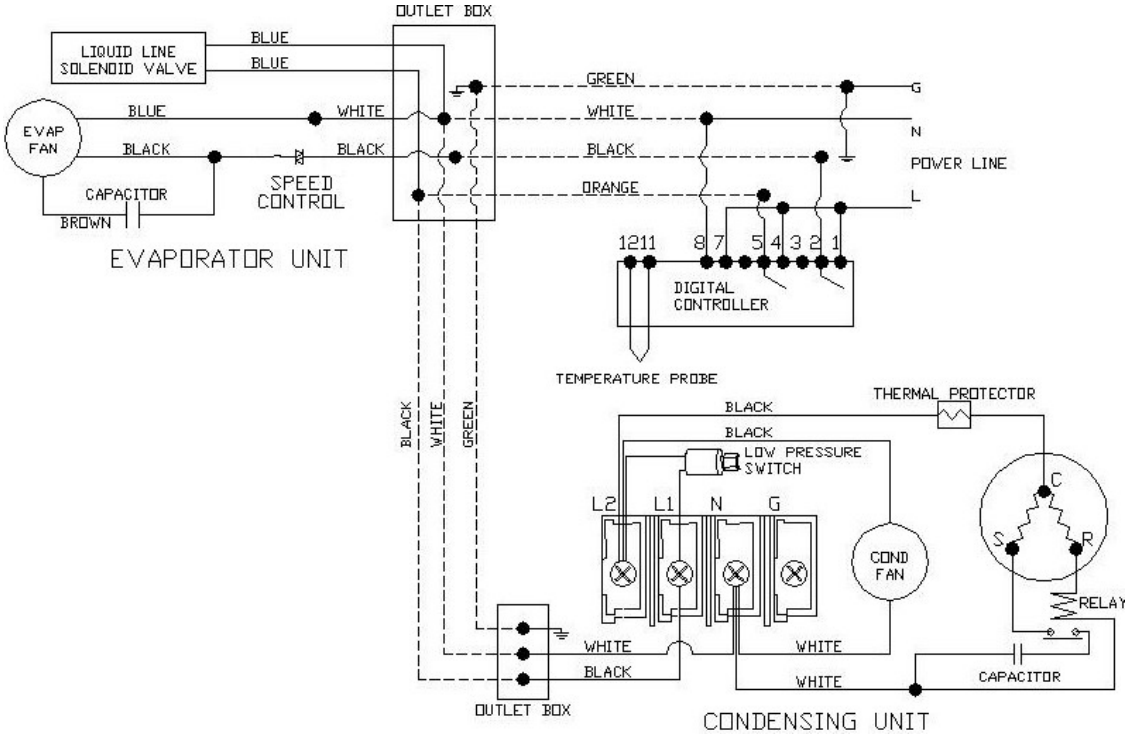 OUTLET BOX
LIQUID LINE
SOLENOID VALVE
BLUE
BLUE
GREEN
G
EVAP
FAN
BLUE
WHITE
WHITE
N
BLACK
BLACK
BLACK
POWER LINE
SPEED
CONTROL
CAPACITOR
BROWN
ORANGE
L
EVAPORATOR UNIT
12 11 8 7 5 4 3 2 1
DIGITAL
CONTROLLER
TEMPERATURE PROBE
BLACK
WHITE
GREEN
THERMAL PROTECTOR
BLACK
BLACK
LOW PRESSURE
SWITCH
L2 L1 N G
C
S
R
COND
FAN
RELAY
WHITE
WHITE
BLACK
WHITE
CAPACITOR
OUTLET BOX
CONDENSING UNIT